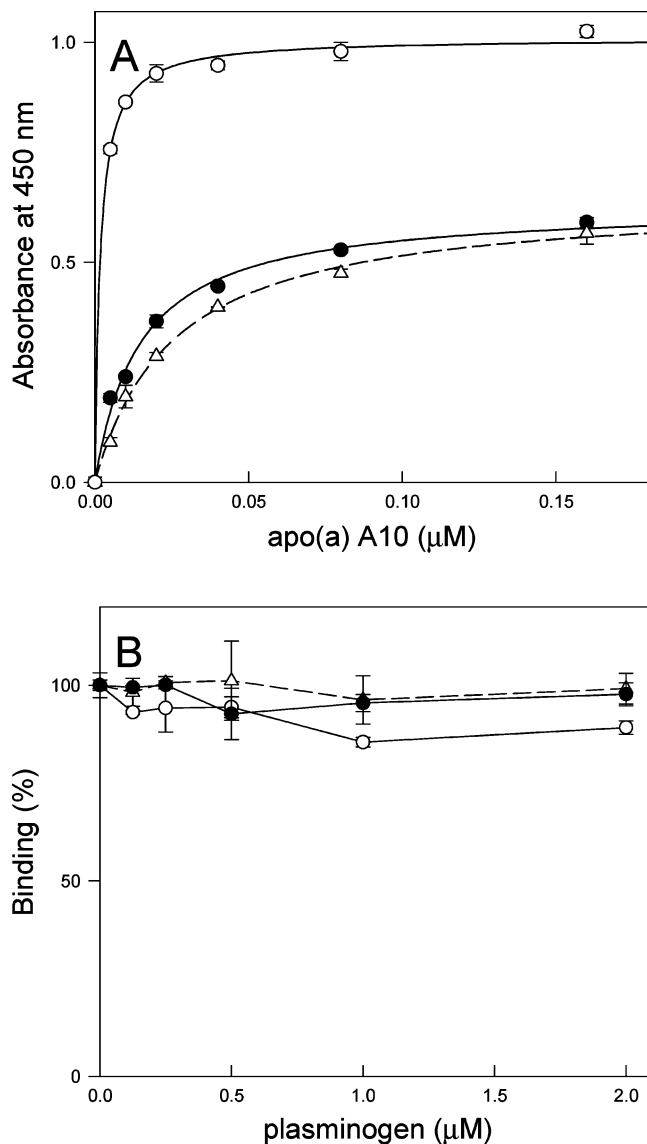 A
1.0
0.5
0.0
Absorbance at 450 nm
0.00 0.05 0.10 0.15
apo(a) A10 (μM)
B
100
50
0
Binding (%)
0.0 0.5 1.0 1.5 2.0
plasminogen (μM)